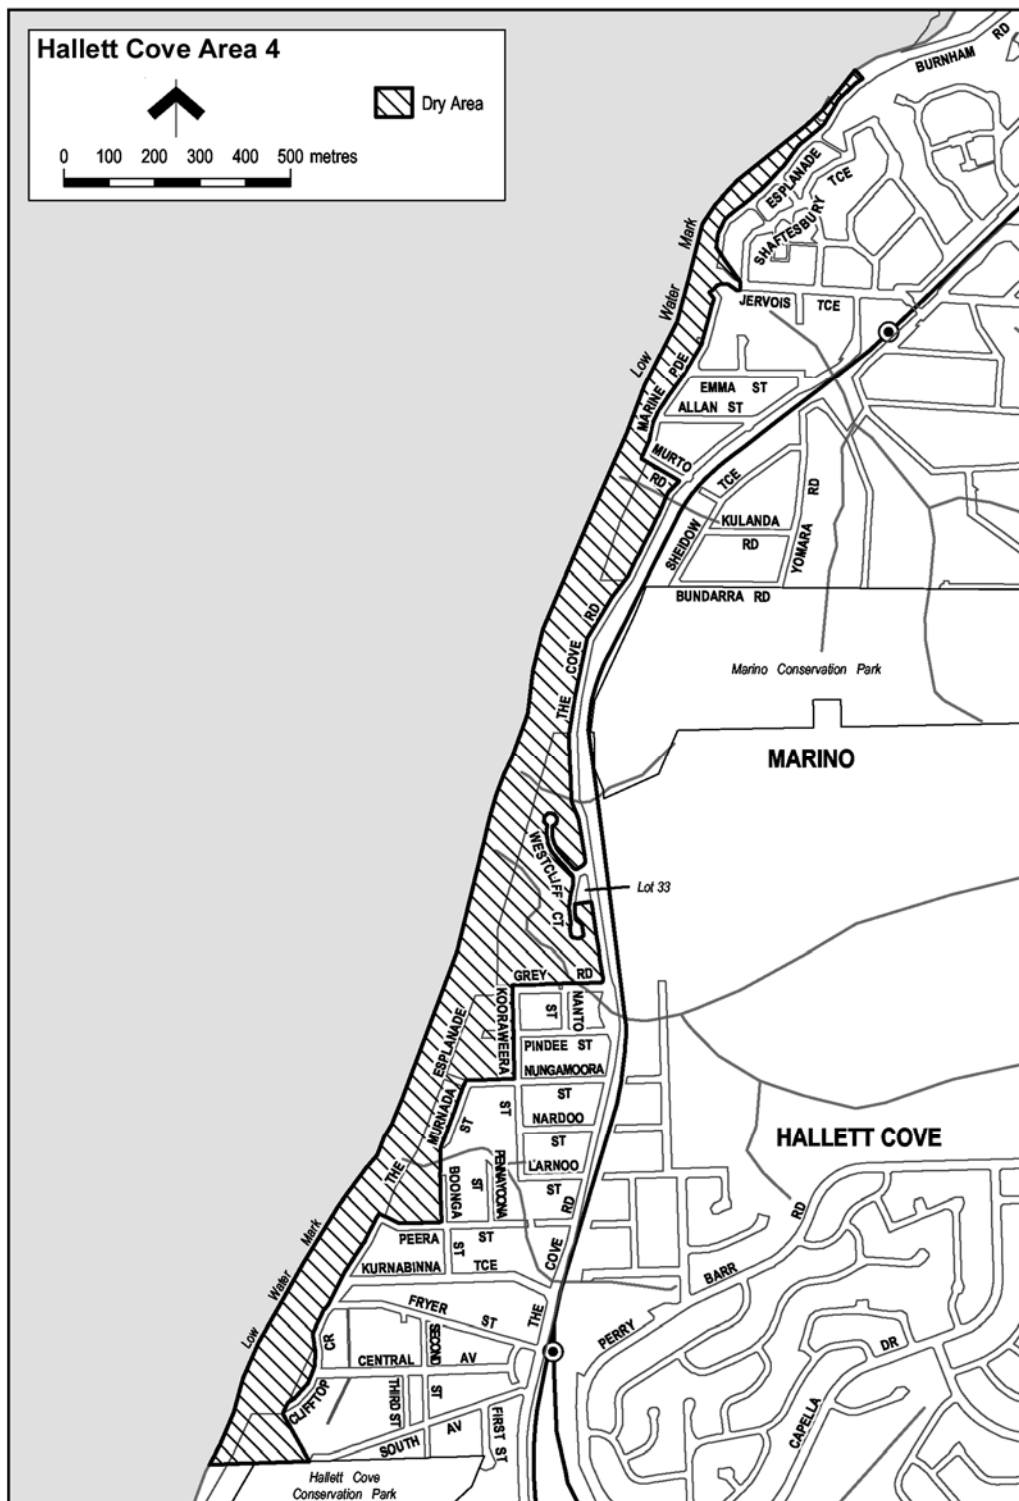 Hallett Cove Area 4
Dry Area
0 100 200 300 400 500 metres
BURNHAM RD
ESPLANADE
TCE
SHAFTESBURY
Low Water Mark
JERVOIS TCE
MARINE PDE
EMMA ST
ALLAN ST
MURTO RD
SHEIDOW TCE
KULANDA RD
YOMARA RD
BUNDARRA RD
THE COVE RD
Marino Conservation Park
MARINO
WESTCLIFF CT
Lot 33
GREY RD
KOORAWEERA ST
ST
NANTO
PINDEE ST
NUNGAMOORA ST
THE ESPLANADE
MURNADA ST
NARDOO ST
HALLETT COVE
LARNOO ST
BOONGA ST
PENNAYOONA ST
PEERA ST
KURNABINNA TCE
THE COVE RD
Low Water Mark
FRYER ST
PERRY BARR RD
CLIFFTOP CR
CENTRAL AV
SECOND ST
THIRD ST
SOUTH AV
FIRST ST
CAPELLA DR
Hallett Cove
Conservation Park